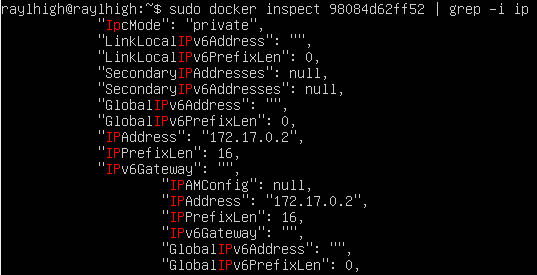 raylhigh@raylhigh:~$ sudo docker inspect 98084d62ff52 | grep -i ip
"IpcMode": "private",
"LinkLocalIPv6Address": "",
"LinkLocalIPv6PrefixLen": 0,
"SecondaryIPAddresses": null,
"SecondaryIPv6Addresses": null,
"GlobalIPv6Address": "",
"GlobalIPv6PrefixLen": 0,
"IPAddress": "172.17.0.2",
"IPPrefixLen": 16,
"IPv6Gateway": "",
"IPAMConfig": null,
"IPAddress": "172.17.0.2",
"IPPrefixLen": 16,
"IPv6Gateway": "",
"GlobalIPv6Address": "",
"GlobalIPv6PrefixLen": 0,